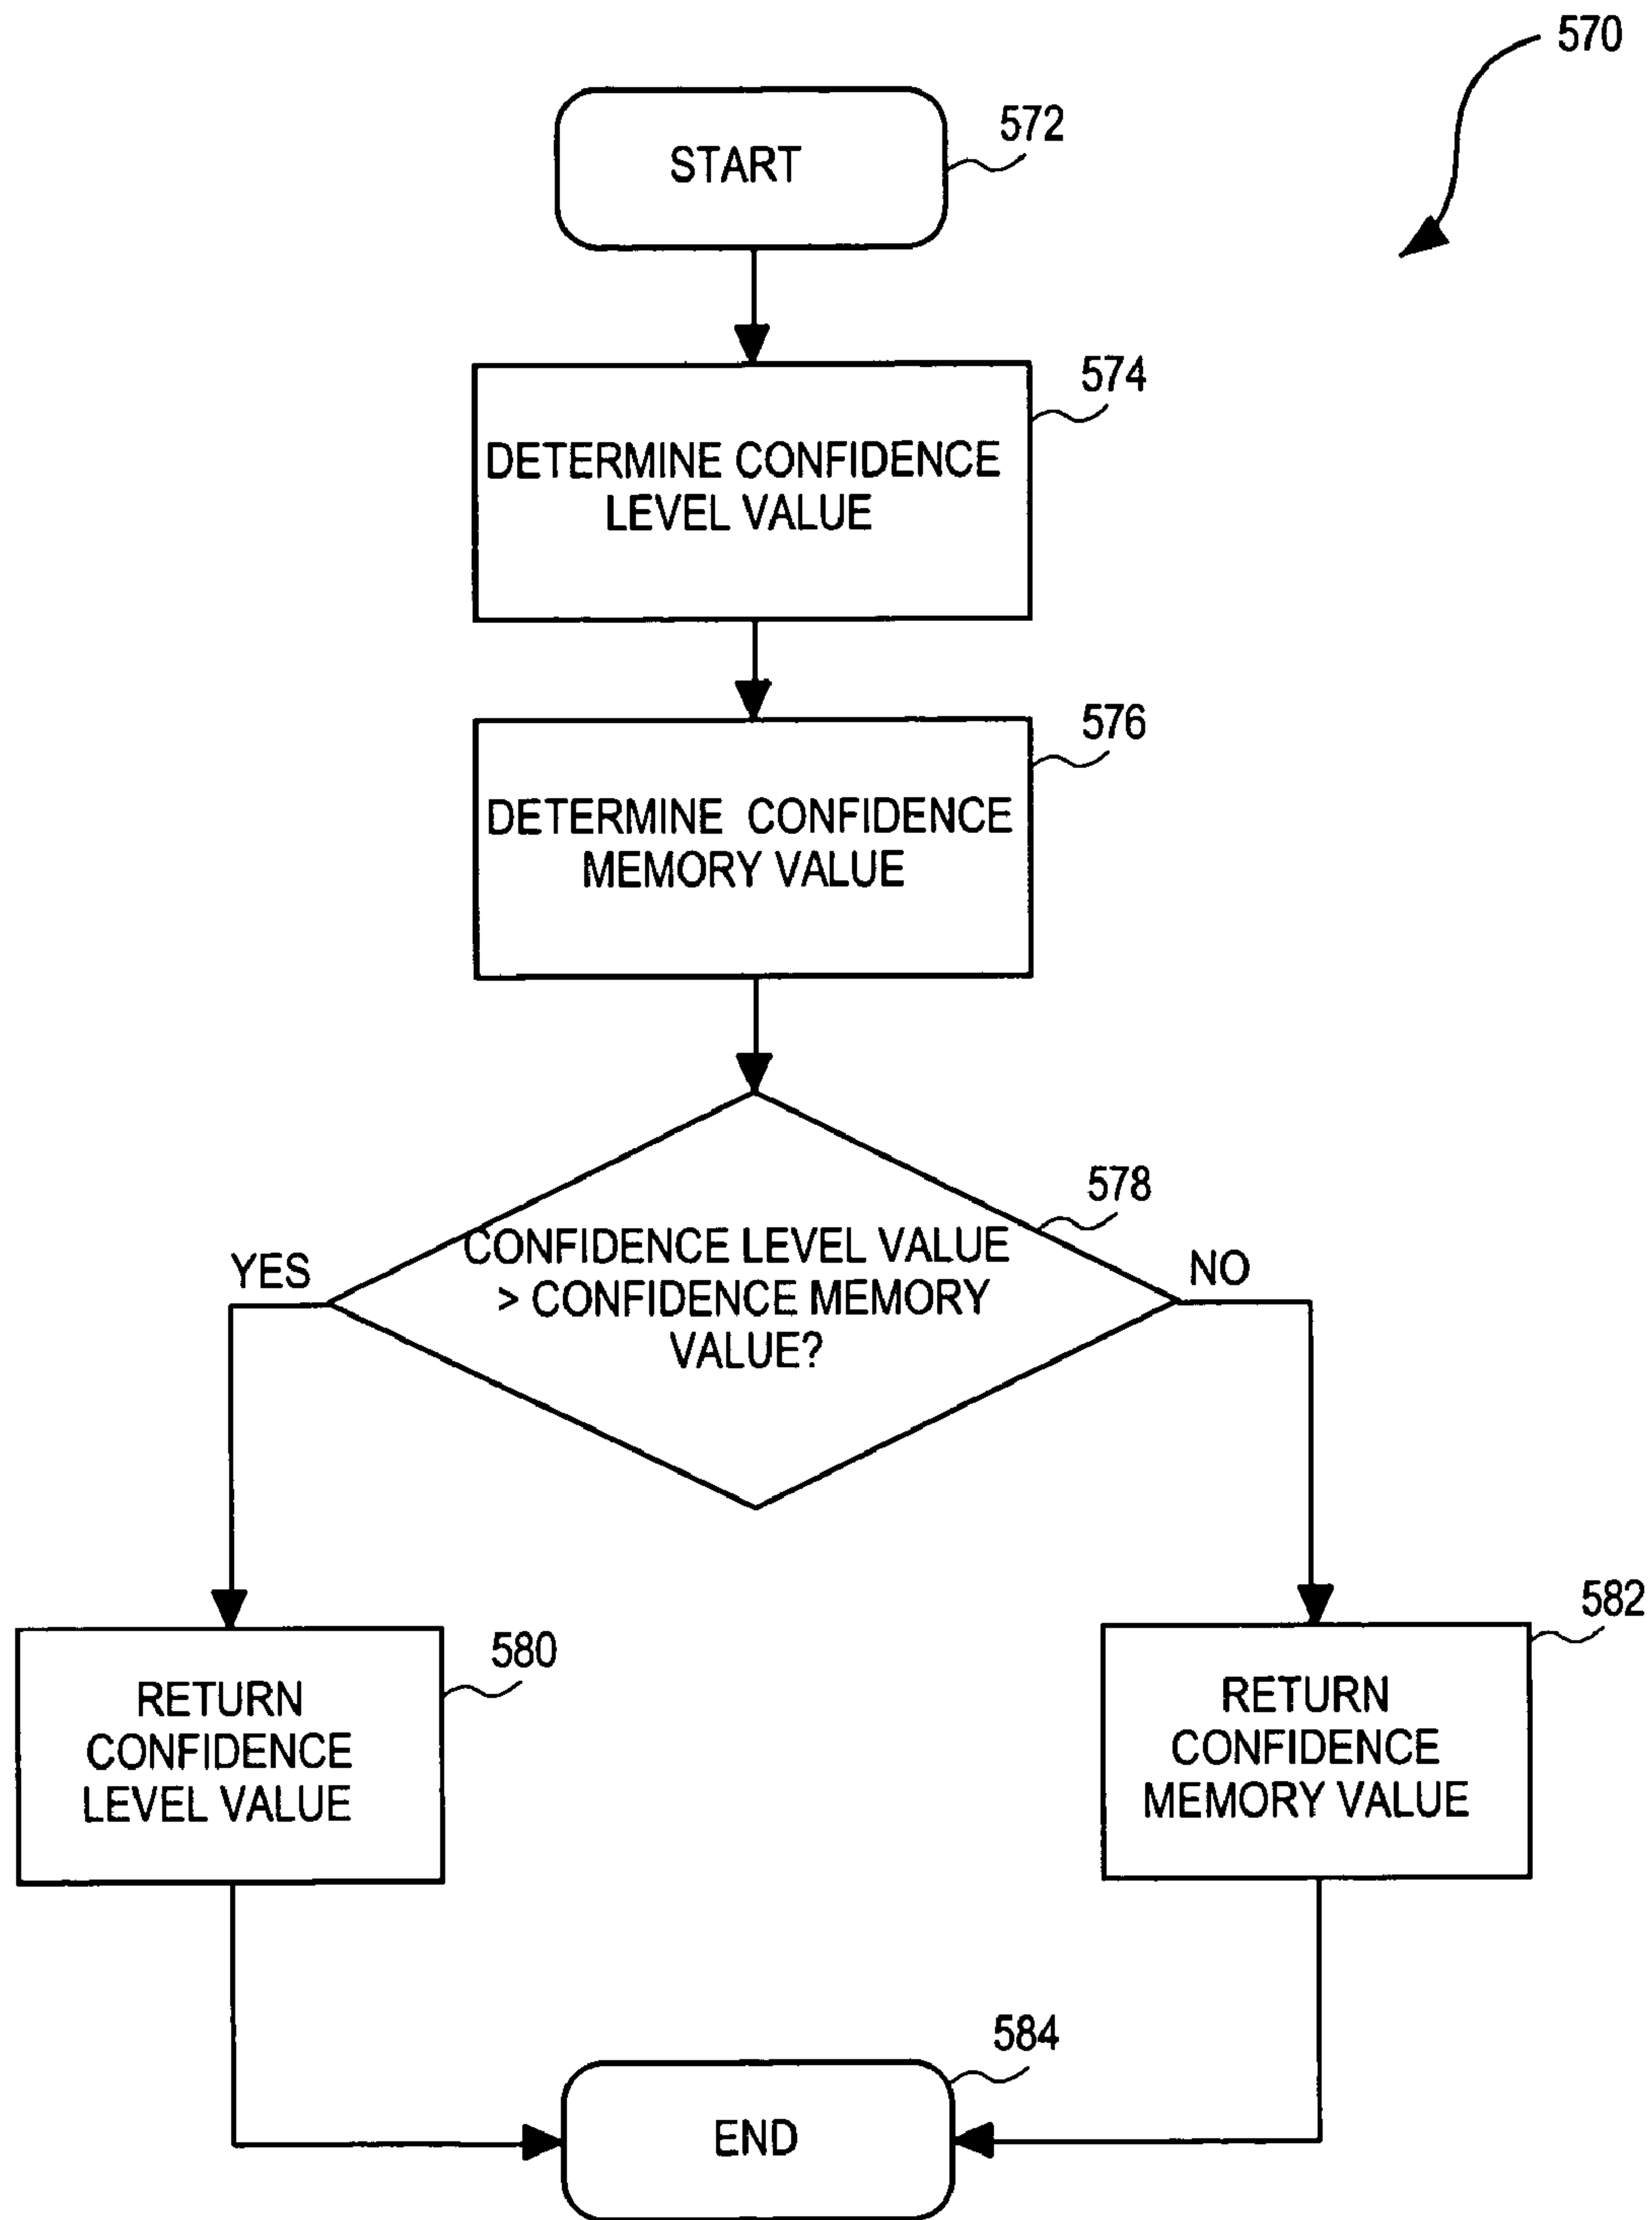 570
572
START
574
DETERMINE CONFIDENCE
LEVEL VALUE
576
DETERMINE CONFIDENCE
MEMORY VALUE
578
CONFIDENCE LEVEL VALUE
> CONFIDENCE MEMORY
VALUE?
YES
NO
580
RETURN
CONFIDENCE
LEVEL VALUE
582
RETURN
CONFIDENCE
MEMORY VALUE
584
END